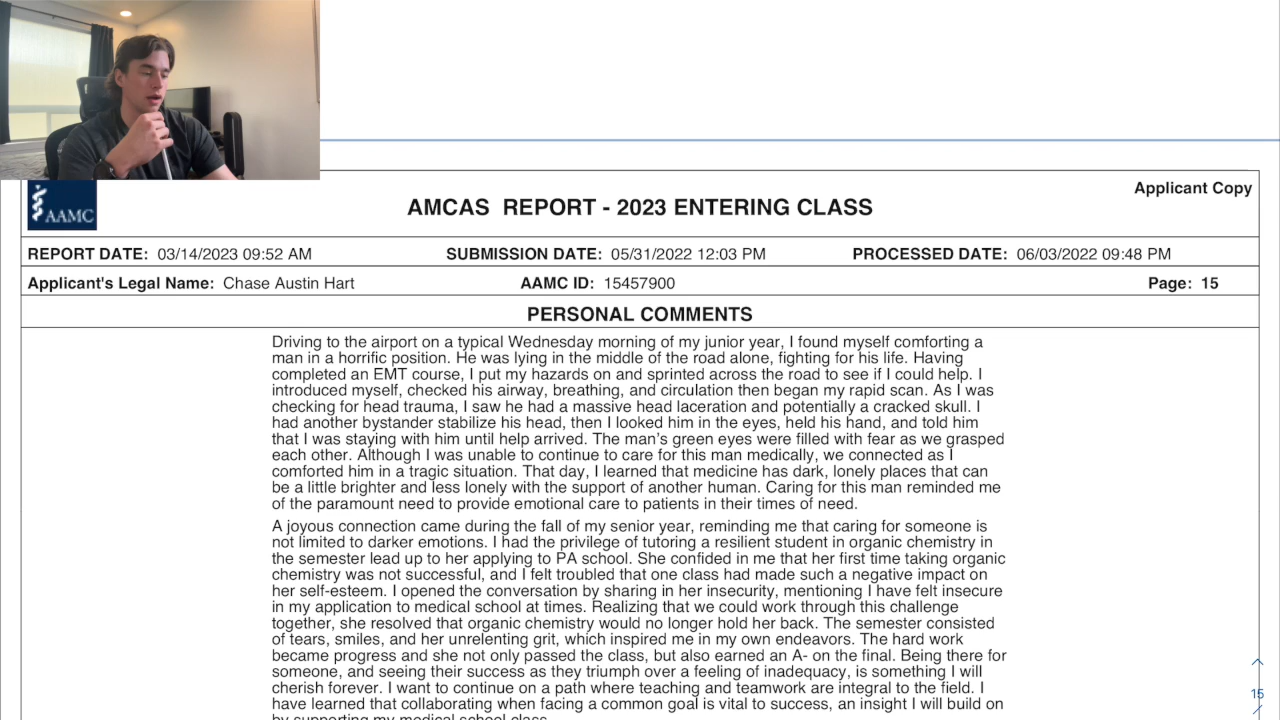 Applicant Copy
AAMC
AMCAS REPORT - 2023 ENTERING CLASS
REPORT DATE: 03/14/2023 09:52 AM SUBMISSION DATE: 05/31/2022 12:03 PM PROCESSED DATE: 06/03/2022 09:48 PM
Applicant's Legal Name: Chase Austin Hart AAMC ID: 15457900 Page: 15
PERSONAL COMMENTS
Driving to the airport on a typical Wednesday morning of my junior year, I found myself comforting a
man in a horrific position. He was lying in the middle of the road alone, fighting for his life. Having
completed an EMT course, I put my hazards on and sprinted across the road to see if I could help. I
introduced myself, checked his airway, breathing, and circulation then began my rapid scan. As I was
checking for head trauma, I saw he had a massive head laceration and potentially a cracked skull. I
had another bystander stabilize his head, then I looked him in the eyes, held his hand, and told him
that I was staying with him until help arrived. The man's green eyes were filled with fear as we grasped
each other. Although I was unable to continue to care for this man medically, we connected as I
comforted him in a tragic situation. That day, I learned that medicine has dark, lonely places that can
be a little brighter and less lonely with the support of another human. Caring for this man reminded me
of the paramount need to provide emotional care to patients in their times of need.
A joyous connection came during the fall of my senior year, reminding me that caring for someone is
not limited to darker emotions. I had the privilege of tutoring a resilient student in organic chemistry in
the semester lead up to her applying to PA school. She confided in me that her first time taking organic
chemistry was not successful, and I felt troubled that one class had made such a negative impact on
her self-esteem. I opened the conversation by sharing in her insecurity, mentioning I have felt insecure
in my application to medical school at times. Realizing that we could work through this challenge
together, she resolved that organic chemistry would no longer hold her back. The semester consisted
of tears, smiles, and her unrelenting grit, which inspired me in my own endeavors. The hard work
became progress and she not only passed the class, but also earned an A- on the final. Being there for
someone, and seeing their success as they triumph over a feeling of inadequacy, is something I will
cherish forever. I want to continue on a path where teaching and teamwork are integral to the field. I
have learned that collaborating when facing a common goal is vital to success, an insight I will build on
by supporting my medical school class.
15